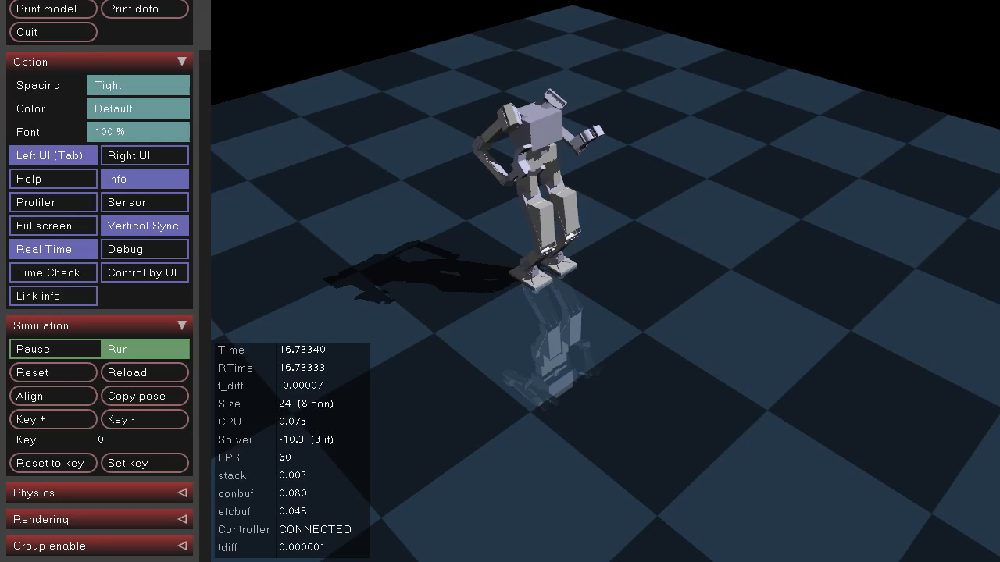 Print model Print data
Quit
Option
Spacing Tight
Color Default
Font 100 %
Left UI (Tab) Right UI
Help Info
Profiler Sensor
Fullscreen Vertical Sync
Real Time Debug
Time Check Control by UI
Link info
Simulation
Pause Run
Reset Reload
Align Copy pose
Key + Key -
Key 0
Reset to key Set key
Physics
Rendering
Group enable
Time 16.73340
RTime 16.73333
t_diff -0.00007
Size 24 (8 con)
CPU 0.075
Solver -10.3 (3 it)
FPS 60
stack 0.003
conbuf 0.080
efcbuf 0.048
Controller CONNECTED
tdiff 0.000601